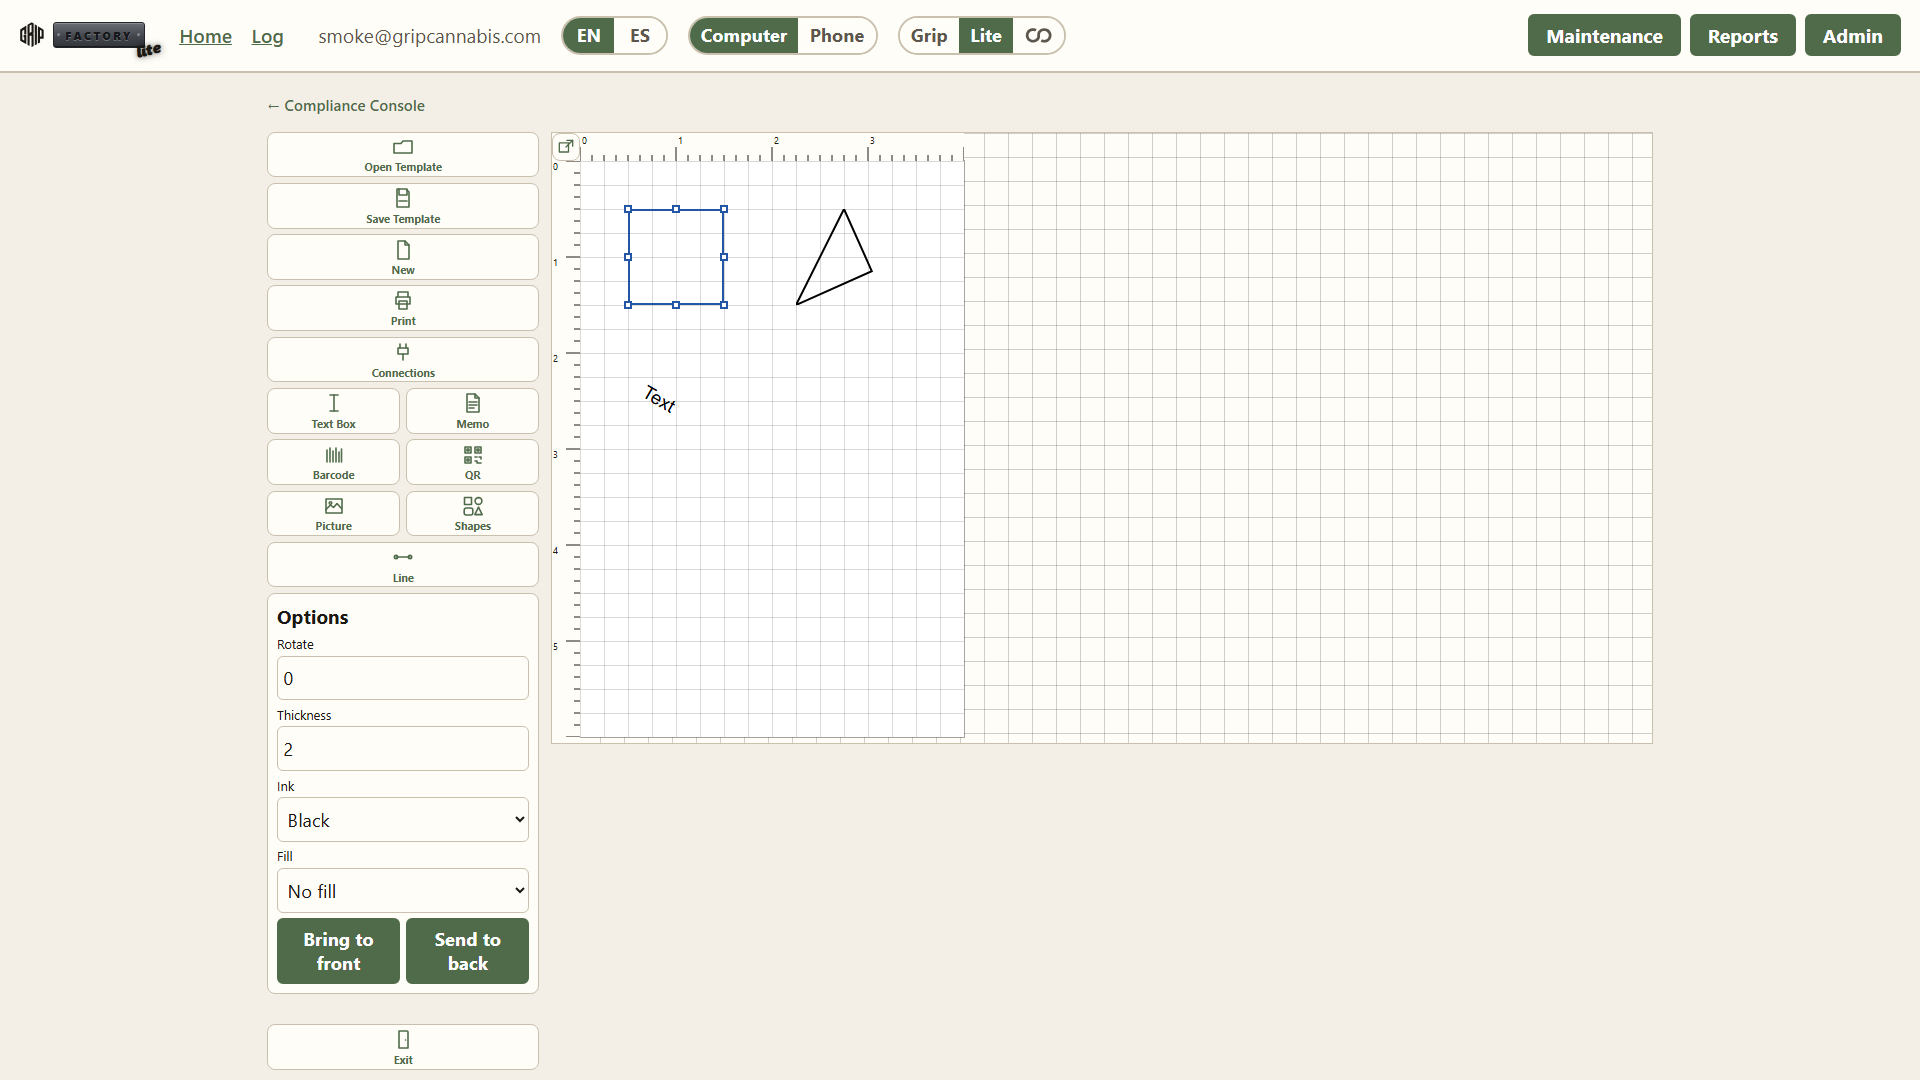 GRIP FACTORY lite
Home
Log
smoke@gripcannabis.com
EN ES
Computer Phone
Grip Lite
Maintenance
Reports
Admin
← Compliance Console
Open Template
Save Template
New
Print
Connections
Text Box
Memo
Barcode
QR
Picture
Shapes
Line
Options
Rotate
0
Thickness
2
Ink
Black
Fill
No fill
Bring to
front
Send to
back
Exit
0 1 2 3
0
1
2
3
4
5
Text